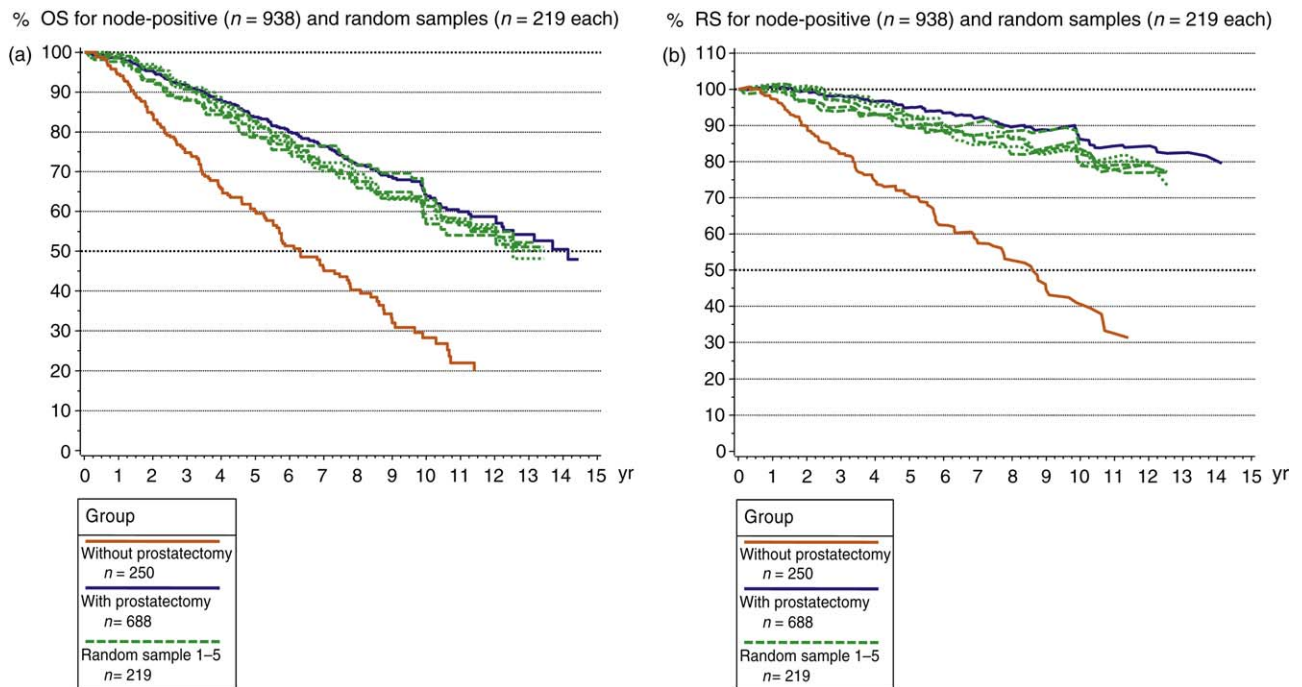 % OS for node-positive (n = 938) and random samples (n = 219 each)
(a)
100
90
80
70
60
50
40
30
20
10
0
0 1 2 3 4 5 6 7 8 9 10 11 12 13 14 15 yr
Group
Without prostatectomy
n = 250
With prostatectomy
n= 688
Random sample 1–5
n= 219
% RS for node-positive (n = 938) and random samples (n = 219 each)
(b)
110
100
90
80
70
60
50
40
30
20
10
0
0 1 2 3 4 5 6 7 8 9 10 11 12 13 14 15 yr
Group
Without prostatectomy
n = 250
With prostatectomy
n= 688
Random sample 1–5
n= 219